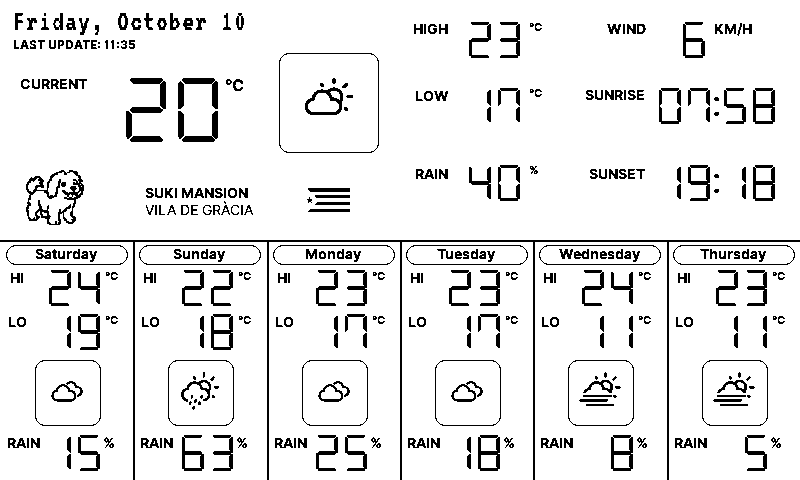 Friday, October 10
LAST UPDATE: 11:35
CURRENT 20 °C
HIGH 23 °C
LOW 17 °C
RAIN 40 %
WIND 6 KM/H
SUNRISE 07:58
SUNSET 19:18
SUKI MANSION
VILA DE GRÀCIA
Saturday
HI 24 °C
LO 19 °C
RAIN 15 %
Sunday
HI 22 °C
LO 18 °C
RAIN 63 %
Monday
HI 23 °C
LO 17 °C
RAIN 25 %
Tuesday
HI 23 °C
LO 17 °C
RAIN 18 %
Wednesday
HI 24 °C
LO 11 °C
RAIN 8 %
Thursday
HI 23 °C
LO 11 °C
RAIN 5 %